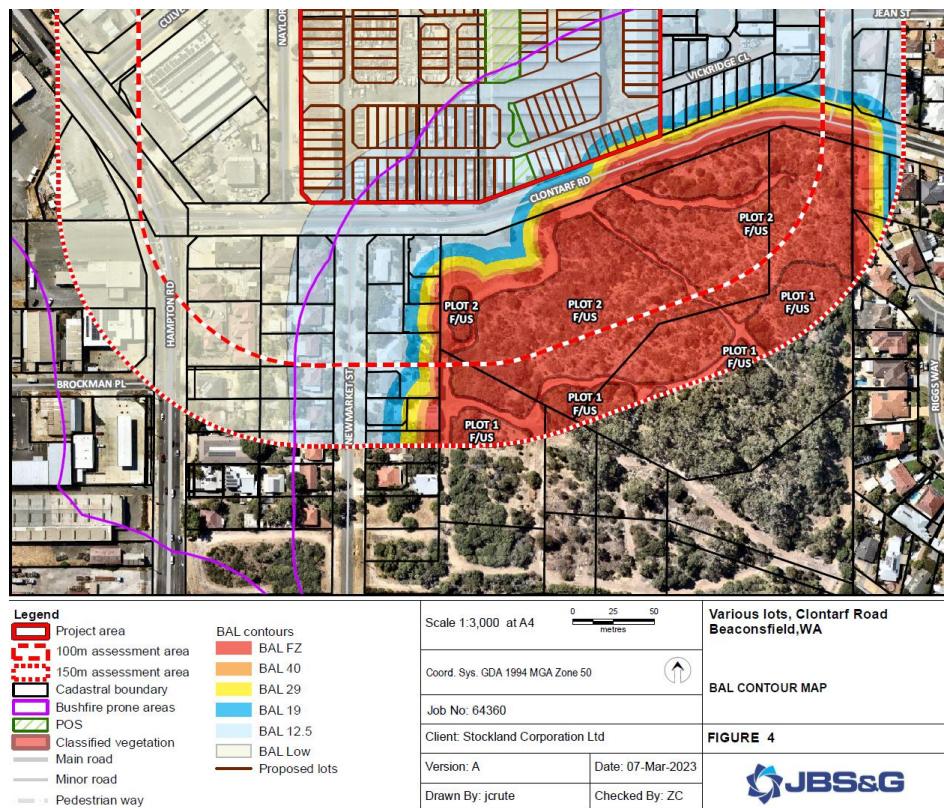 CULVE
NAYLOR
JEAN ST
VICKRIDGE CL
CLONTARF RD
PLOT 2
F/US
PLOT 2
F/US
PLOT 2
F/US
PLOT 1
F/US
PLOT 1
F/US
PLOT 1
F/US
PLOT 1
F/US
HAMPTON RD
BROCKMAN PL
NEWMARKET ST
RIGGS WAY
Legend
Project area
100m assessment area
150m assessment area
Cadastral boundary
Bushfire prone areas
POS
Classified vegetation
Main road
Minor road
Pedestrian way
BAL contours
BAL FZ
BAL 40
BAL 29
BAL 19
BAL 12.5
BAL Low
Proposed lots
Scale 1:3,000 at A4
0 25 50
metres
Coord. Sys. GDA 1994 MGA Zone 50
Job No: 64360
Client: Stockland Corporation Ltd
Version: A
Date: 07-Mar-2023
Drawn By: jcrute
Checked By: ZC
Various lots, Clontarf Road
Beaconsfield,WA
BAL CONTOUR MAP
FIGURE 4
JBS&G